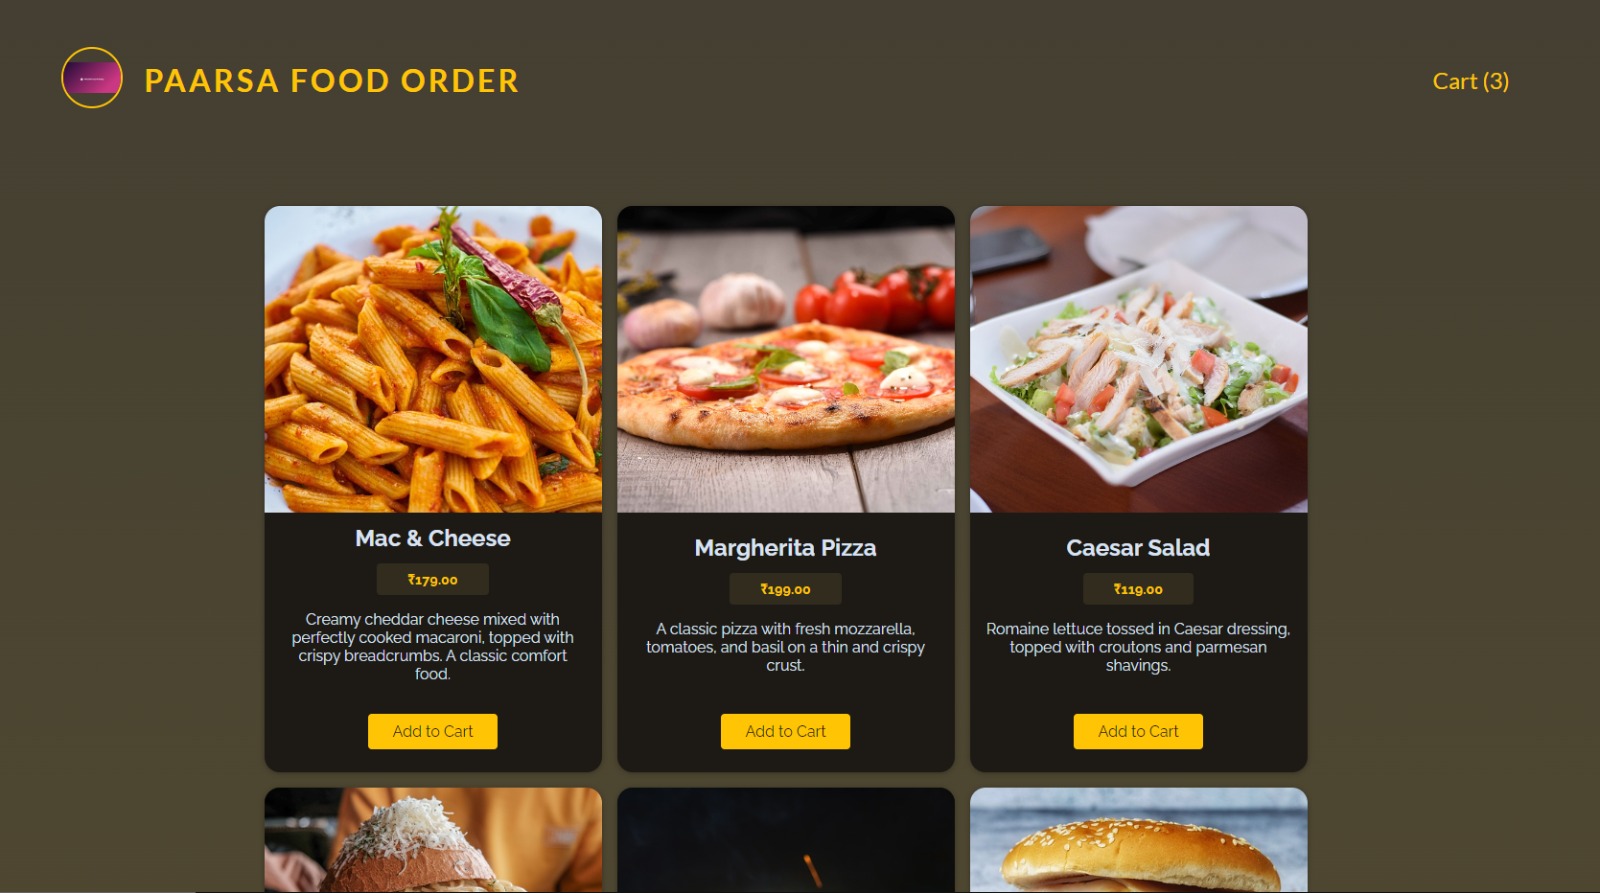 PAARSA FOOD ORDER
Cart (3)
Mac & Cheese
₹179.00
Creamy cheddar cheese mixed with
perfectly cooked macaroni, topped with
crispy breadcrumbs. A classic comfort
food.
Add to Cart
Margherita Pizza
₹199.00
A classic pizza with fresh mozzarella,
tomatoes, and basil on a thin and crispy
crust.
Add to Cart
Caesar Salad
₹119.00
Romaine lettuce tossed in Caesar dressing,
topped with croutons and parmesan
shavings.
Add to Cart